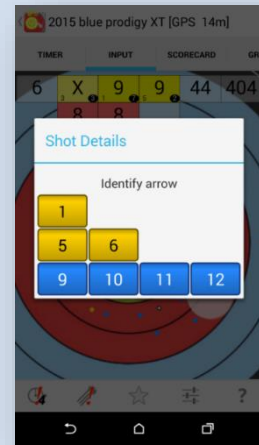 2015 blue prodigy XT [GPS 14m]
TIMER INPUT SCORECARD GR
6 X 9 9 44 404
8 8
Shot Details
Identify arrow
1
5 6
9 10 11 12
?